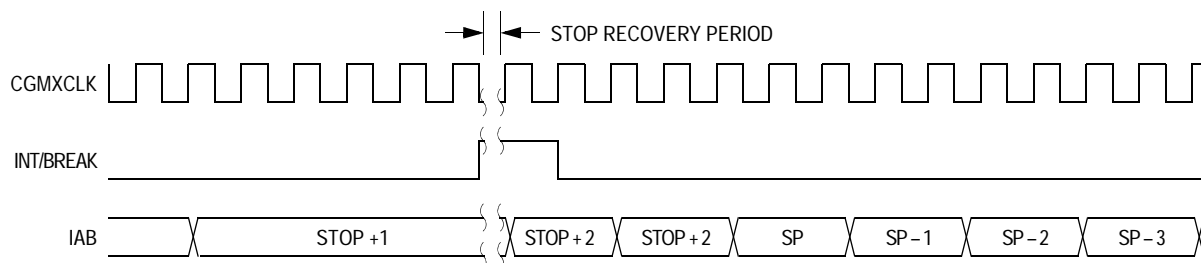 STOP RECOVERY PERIOD
CGMXCLK
INT/BREAK
IAB STOP +1 STOP + 2 STOP + 2 SP SP – 1 SP – 2 SP – 3